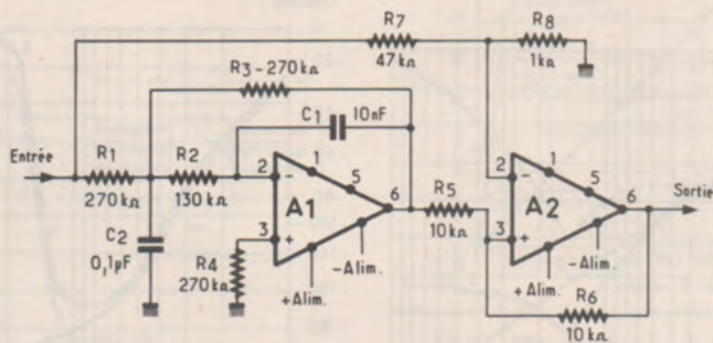 R7
47kΩ
R8
1kΩ
R3-270kΩ
C1
10nF
Entrée
R1
270kΩ
R2
130kΩ
2
-
1
5
6
A1
3
+
C2
0,1µF
R4
270kΩ
+Alim.
-Alim.
R5
10kΩ
2
-
1
5
6
A2
3
+
Sortie
-Alim.
+Alim.
R6
10kΩ